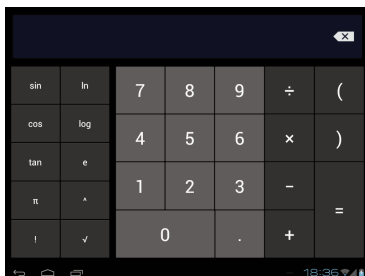 sin ln 7 8 9 ÷ (
cos log 4 5 6 × )
tan e 1 2 3 − =
π ^ 0 . +
! √
18:36